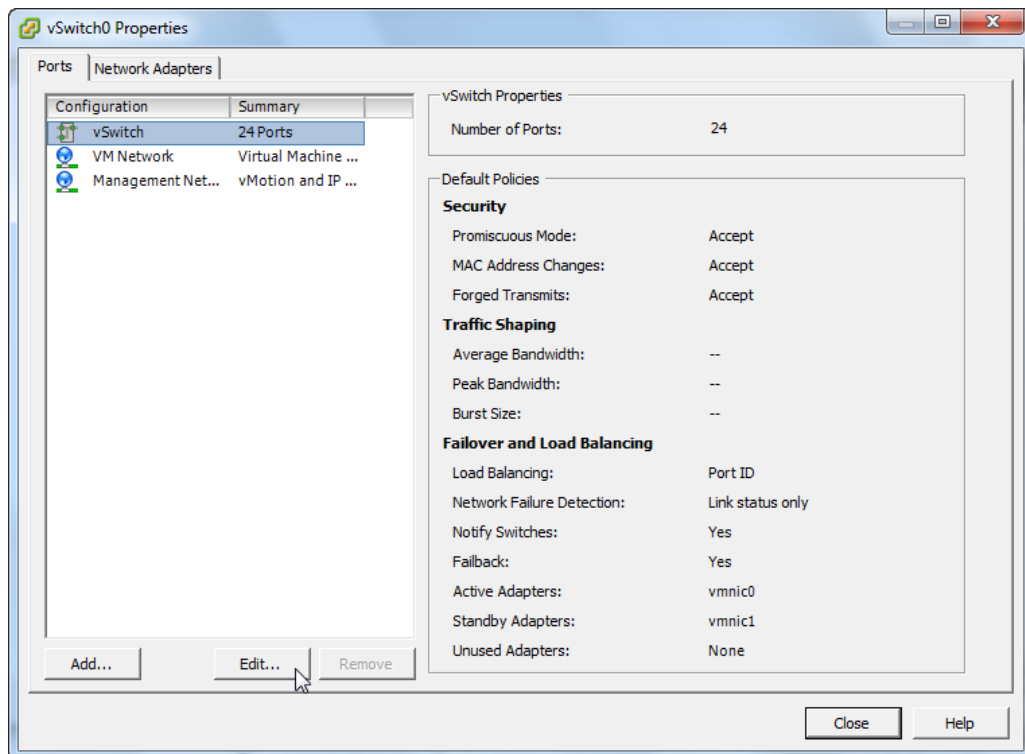 vSwitch0 Properties
Ports Network Adapters
Configuration Summary
vSwitch 24 Ports
VM Network Virtual Machine ...
Management Net... vMotion and IP ...
Add... Edit... Remove
vSwitch Properties
Number of Ports: 24
Default Policies
Security
Promiscuous Mode: Accept
MAC Address Changes: Accept
Forged Transmits: Accept
Traffic Shaping
Average Bandwidth: --
Peak Bandwidth: --
Burst Size: --
Failover and Load Balancing
Load Balancing: Port ID
Network Failure Detection: Link status only
Notify Switches: Yes
Failback: Yes
Active Adapters: vmnic0
Standby Adapters: vmnic1
Unused Adapters: None
Close Help